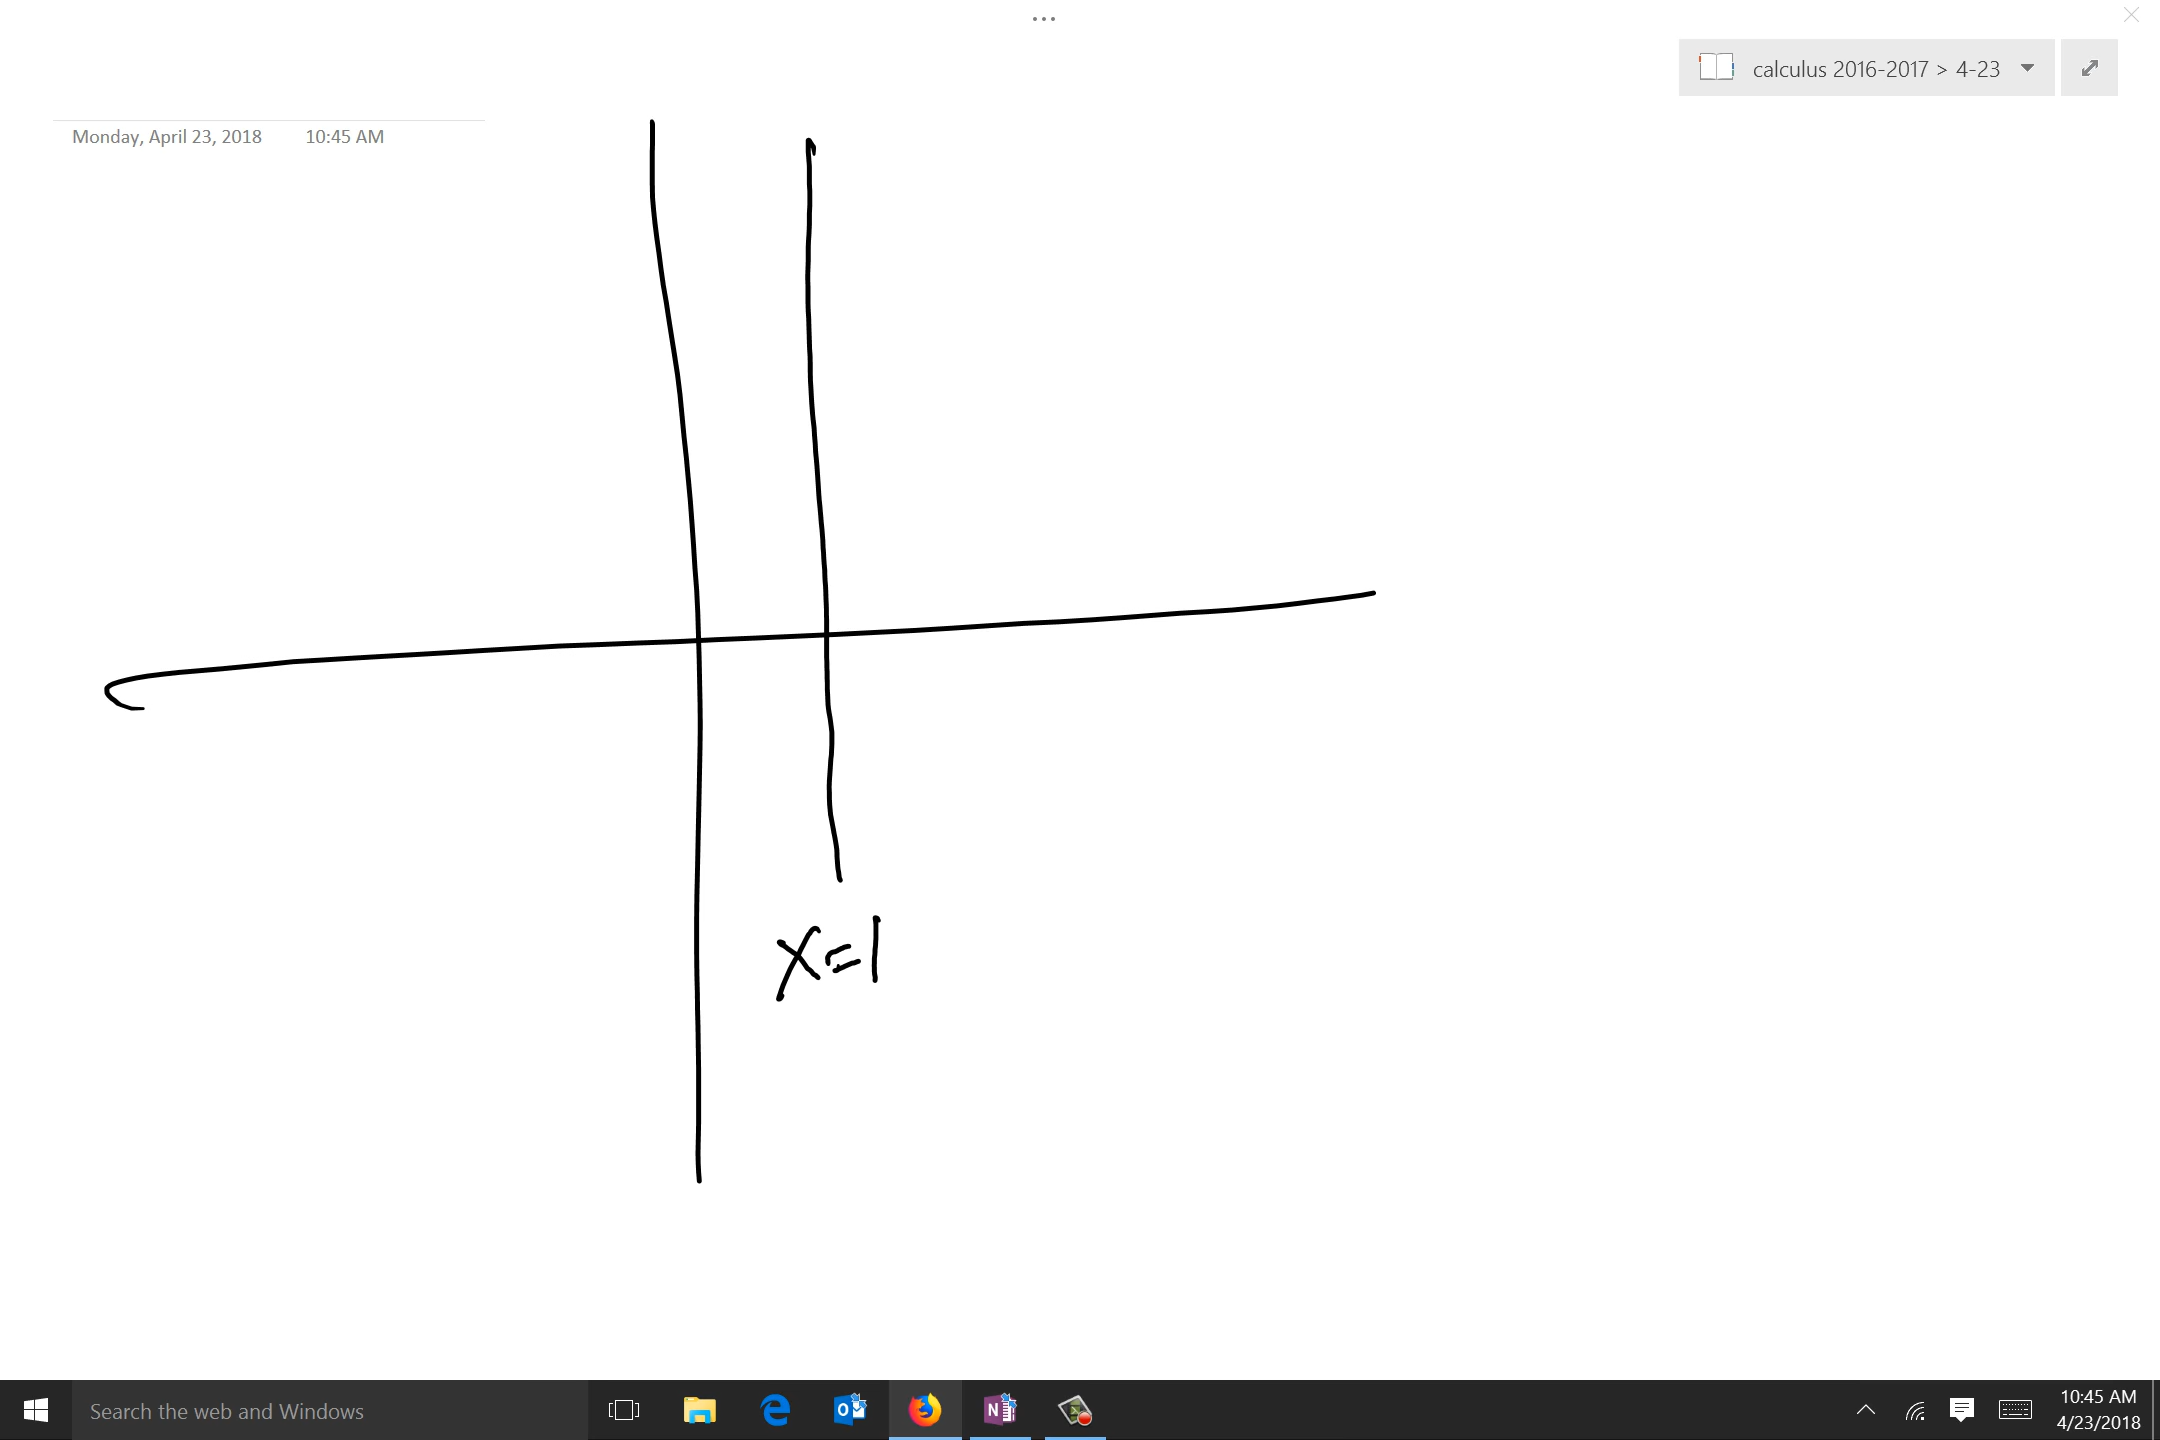 calculus 2016-2017 > 4-23
Monday, April 23, 2018 10:45 AM
x=1
Search the web and Windows
10:45 AM
4/23/2018